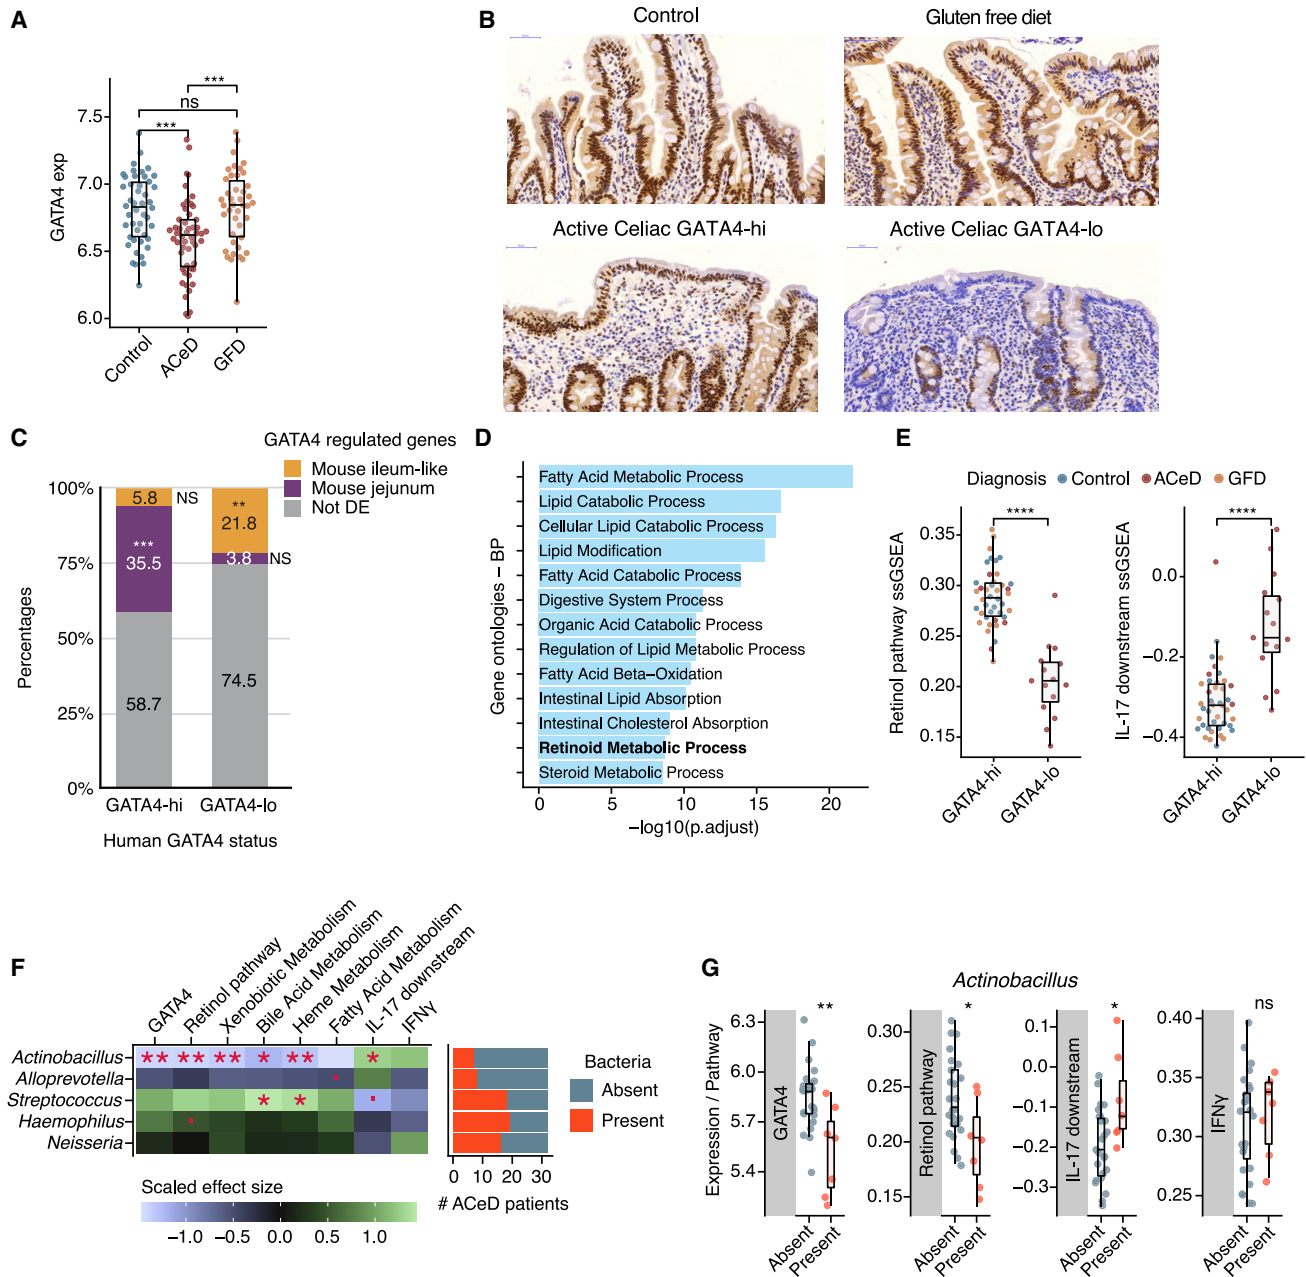 A
GATA4 exp
7.5
7.0
6.5
6.0
***
ns
***
Control
ACeD
GFD
B
Control
Gluten free diet
Active Celiac GATA4-hi
Active Celiac GATA4-lo
C
GATA4 regulated genes
Mouse ileum-like
Mouse jejunum
Not DE
Percentages
100%
75%
50%
25%
0%
5.8
NS
***
35.5
58.7
**
21.8
3.8
NS
74.5
GATA4-hi
GATA4-lo
Human GATA4 status
D
Gene ontologies – BP
Fatty Acid Metabolic Process
Lipid Catabolic Process
Cellular Lipid Catabolic Process
Lipid Modification
Fatty Acid Catabolic Process
Digestive System Process
Organic Acid Catabolic Process
Regulation of Lipid Metabolic Process
Fatty Acid Beta–Oxidation
Intestinal Lipid Absorption
Intestinal Cholesterol Absorption
Retinoid Metabolic Process
Steroid Metabolic Process
0 5 10 15 20
−log10(p.adjust)
E
Diagnosis Control ACeD GFD
Retinol pathway ssGSEA
0.35
0.30
0.25
0.20
0.15
****
GATA4-hi
GATA4-lo
IL-17 downstream ssGSEA
0.0
−0.2
−0.4
****
GATA4-hi
GATA4-lo
F
GATA4
Retinol pathway
Xenobiotic Metabolism
Bile Acid Metabolism
Heme Metabolism
Fatty Acid Metabolism
IL-17 downstream
IFNγ
Actinobacillus
Alloprevotella
Streptococcus
Haemophilus
Neisseria
** ** ** * ** *
* *
0 10 20 30
# ACeD patients
Bacteria
Absent
Present
Scaled effect size
−1.0 −0.5 0.0 0.5 1.0
G
Actinobacillus
Expression / Pathway
GATA4
6.3
6.0
5.7
5.4
**
Absent
Present
Retinol pathway
0.30
0.25
0.20
0.15
*
Absent
Present
IL-17 downstream
0.1
0.0
−0.1
−0.2
−0.3
*
Absent
Present
IFNγ
0.40
0.35
0.30
0.25
ns
Absent
Present